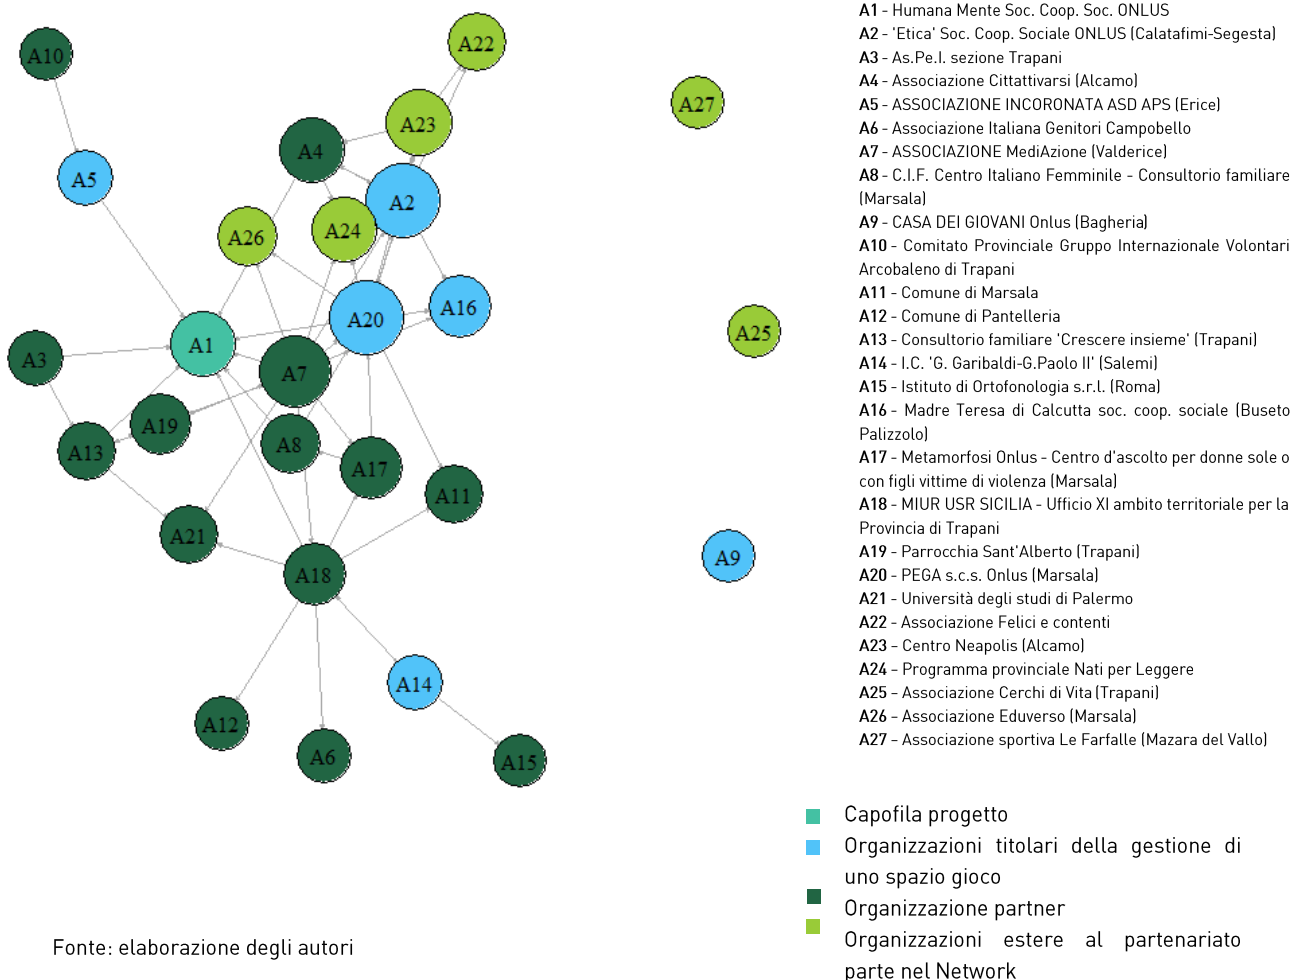 A10
A22
A23
A4
A5
A2
A26
A24
A20
A16
A1
A3
A7
A19
A13
A8
A17
A11
A21
A18
A14
A12
A6
A15
A27
A25
A9
A1 - Humana Mente Soc. Coop. Soc. ONLUS
A2 - 'Etica' Soc. Coop. Sociale ONLUS (Calatafimi-Segesta)
A3 - As.Pe.I. sezione Trapani
A4 - Associazione Cittattivarsi (Alcamo)
A5 - ASSOCIAZIONE INCORONATA ASD APS (Erice)
A6 - Associazione Italiana Genitori Campobello
A7 - ASSOCIAZIONE MediAzione (Valderice)
A8 - C.I.F. Centro Italiano Femminile - Consultorio familiare
(Marsala)
A9 - CASA DEI GIOVANI Onlus (Bagheria)
A10 - Comitato Provinciale Gruppo Internazionale Volontari
Arcobaleno di Trapani
A11 - Comune di Marsala
A12 - Comune di Pantelleria
A13 - Consultorio familiare 'Crescere insieme' (Trapani)
A14 - I.C. 'G. Garibaldi-G.Paolo II' (Salemi)
A15 - Istituto di Ortofonologia s.r.l. (Roma)
A16 - Madre Teresa di Calcutta soc. coop. sociale (Buseto
Palizzolo)
A17 - Metamorfosi Onlus - Centro d'ascolto per donne sole o
con figli vittime di violenza (Marsala)
A18 - MIUR USR SICILIA - Ufficio XI ambito territoriale per la
Provincia di Trapani
A19 - Parrocchia Sant'Alberto (Trapani)
A20 - PEGA s.c.s. Onlus (Marsala)
A21 - Università degli studi di Palermo
A22 - Associazione Felici e contenti
A23 – Centro Neapolis (Alcamo)
A24 – Programma provinciale Nati per Leggere
A25 – Associazione Cerchi di Vita (Trapani)
A26 – Associazione Eduverso (Marsala)
A27 – Associazione sportiva Le Farfalle (Mazara del Vallo)
Capofila progetto
Organizzazioni titolari della gestione di
uno spazio gioco
Organizzazione partner
Organizzazioni estere al partenariato
parte nel Network
Fonte: elaborazione degli autori